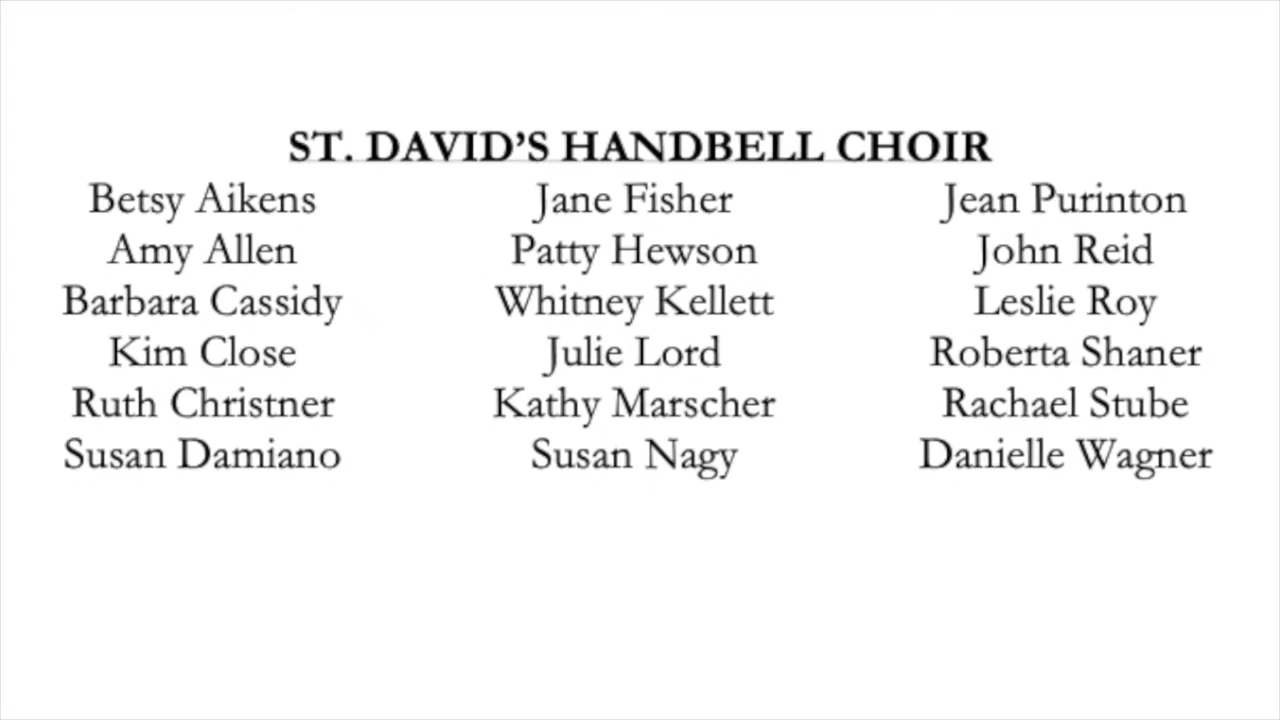 ST. DAVID’S HANDBELL CHOIR
Betsy Aikens Jane Fisher Jean Purinton
Amy Allen Patty Hewson John Reid
Barbara Cassidy Whitney Kellett Leslie Roy
Kim Close Julie Lord Roberta Shaner
Ruth Christner Kathy Marscher Rachael Stube
Susan Damiano Susan Nagy Danielle Wagner